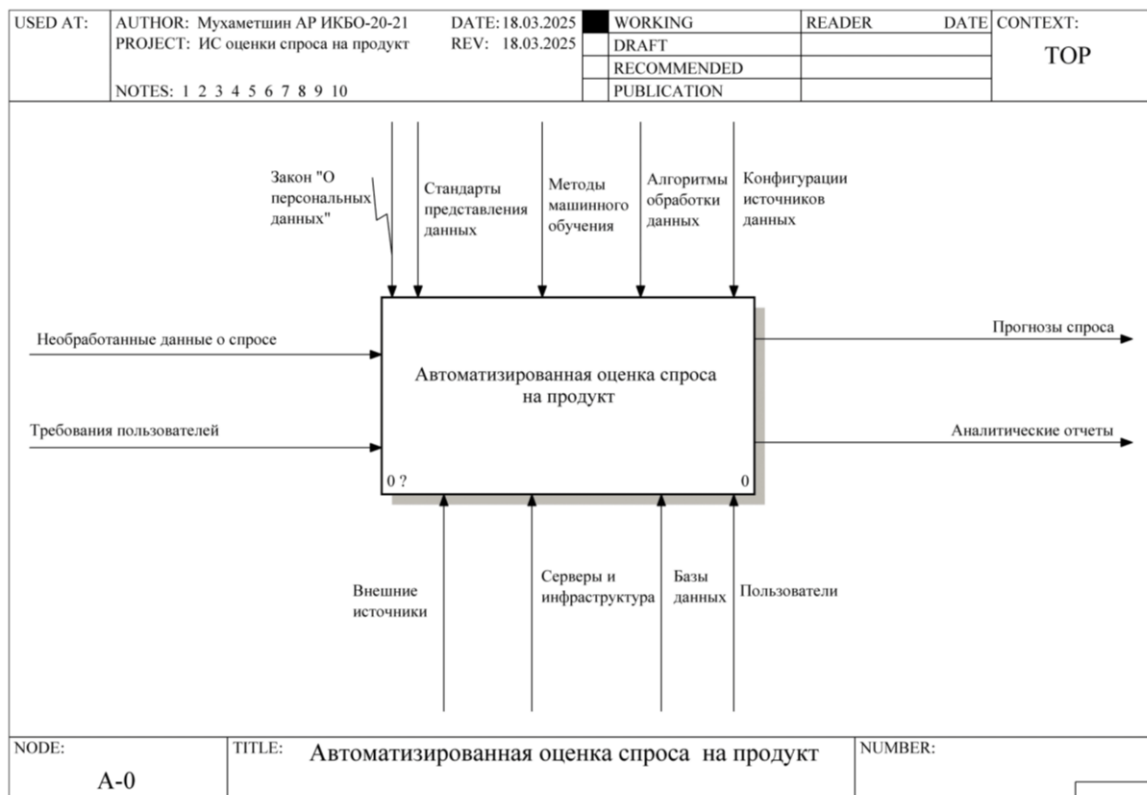 USED AT:
AUTHOR: Мухаметшин АР ИКБО-20-21
DATE: 18.03.2025
PROJECT: ИС оценки спроса на продукт
REV: 18.03.2025
NOTES: 1 2 3 4 5 6 7 8 9 10
WORKING
DRAFT
RECOMMENDED
PUBLICATION
READER DATE
CONTEXT:
TOP
Закон "О
персональных
данных"
Стандарты
представления
данных
Методы
машинного
обучения
Алгоритмы
обработки
данных
Конфигурации
источников
данных
Необработанные данные о спросе
Требования пользователей
Автоматизированная оценка спроса
на продукт
0 ?
0
Прогнозы спроса
Аналитические отчеты
Внешние
источники
Серверы и
инфраструктура
Базы
данных
Пользователи
NODE:
A-0
TITLE:
Автоматизированная оценка спроса на продукт
NUMBER: